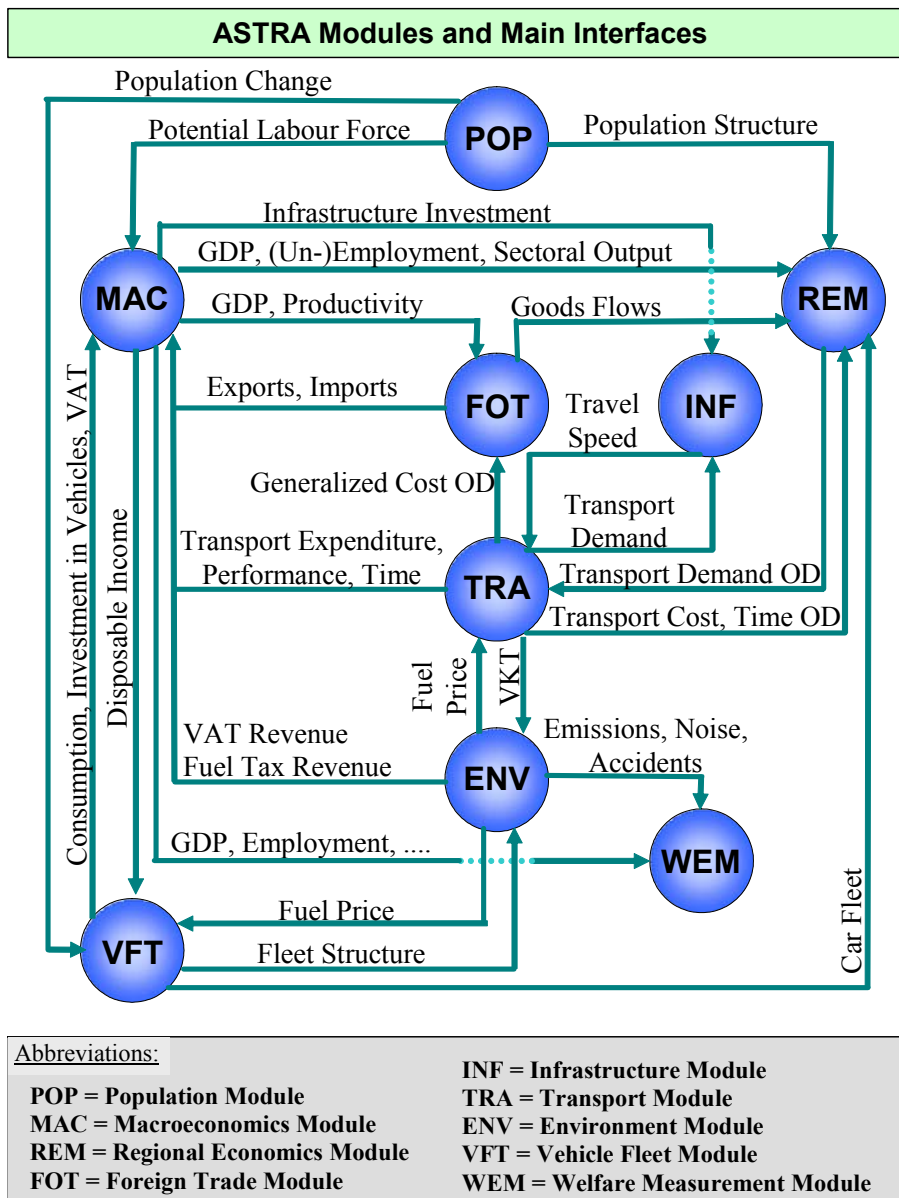 ASTRA Modules and Main Interfaces
Population Change
Potential Labour Force
POP
Population Structure
Infrastructure Investment
GDP, (Un-)Employment, Sectoral Output
MAC
REM
GDP, Productivity
Goods Flows
Exports, Imports
FOT
Travel
Speed
INF
Generalized Cost OD
Transport
Demand
Transport Expenditure,
Performance, Time
TRA
Transport Demand OD
Transport Cost, Time OD
Consumption, Investment in Vehicles, VAT
Disposable Income
Fuel
Price
VKT
VAT Revenue
Fuel Tax Revenue
ENV
Emissions, Noise,
Accidents
GDP, Employment, ....
WEM
Fuel Price
VFT
Fleet Structure
Car Fleet
Abbreviations:
POP = Population Module
MAC = Macroeconomics Module
REM = Regional Economics Module
FOT = Foreign Trade Module
INF = Infrastructure Module
TRA = Transport Module
ENV = Environment Module
VFT = Vehicle Fleet Module
WEM = Welfare Measurement Module